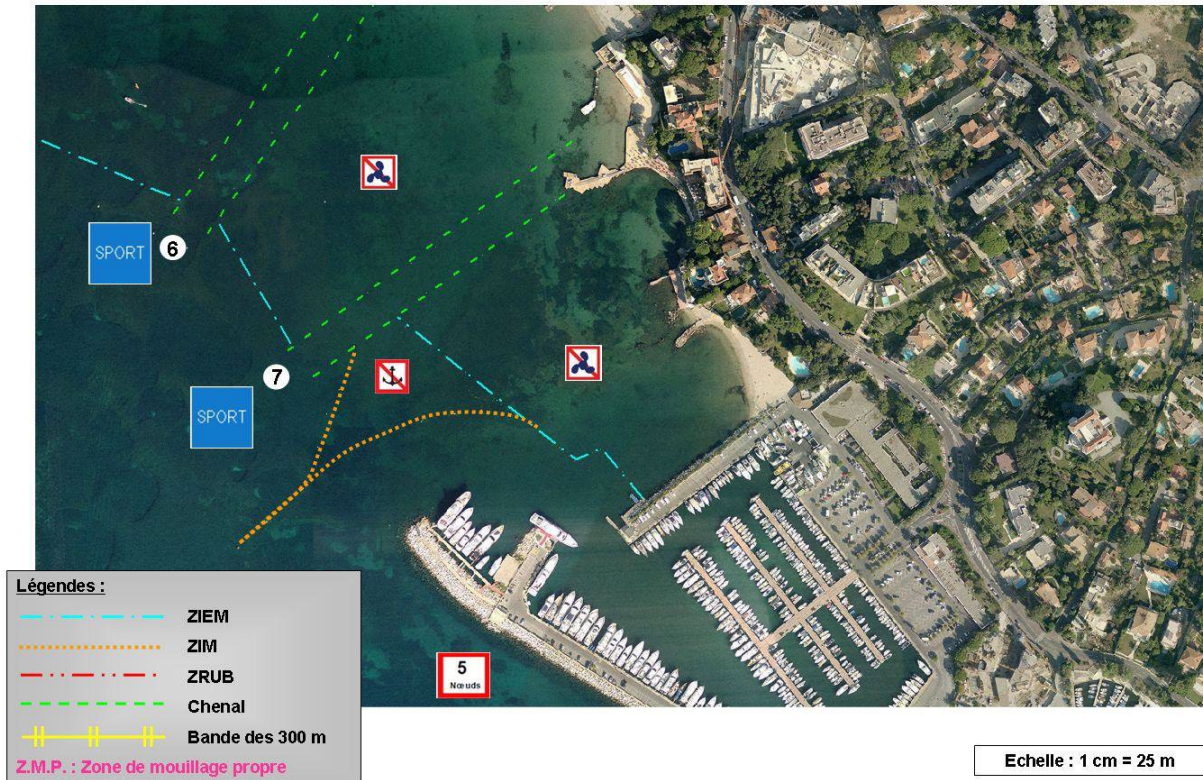 SPORT
6
7
SPORT
5
Nœuds
Légendes :
ZIEM
ZIM
ZRUB
Chenal
Bande des 300 m
Z.M.P. : Zone de mouillage propre
Echelle : 1 cm = 25 m